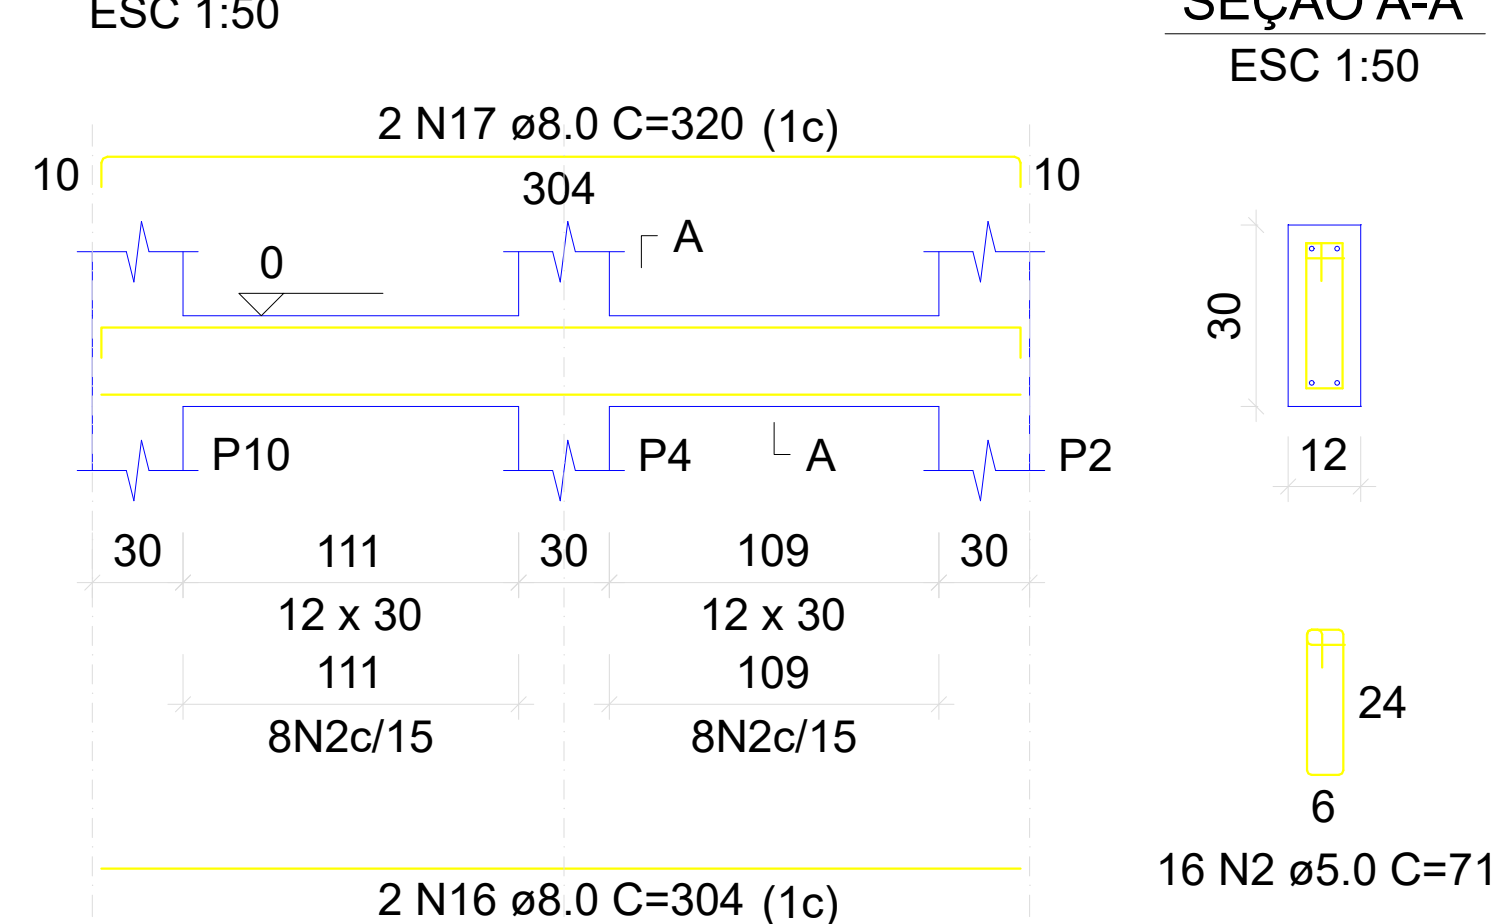 ESC 1:50
SEÇÃO A-A
ESC 1:50
2 N17 ø8.0 C=320 (1c)
10
304
10
A
0
30
P10
P4
A
P2
12
30
111
30
109
30
12 x 30
12 x 30
111
109
8N2c/15
8N2c/15
24
6
16 N2 ø5.0 C=71
2 N16 ø8.0 C=304 (1c)